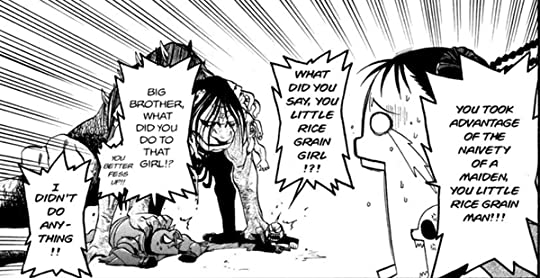 YOU TOOK
ADVANTAGE
OF THE
NAIVETY
OF A
MAIDEN,
YOU LITTLE
RICE GRAIN
MAN!!!
WHAT
DID YOU
SAY, YOU
LITTLE
RICE
GRAIN
GIRL
!?!
BIG
BROTHER,
WHAT
DID YOU
DO TO
THAT
GIRL!?
YOU
BETTER
FESS
UP!!
I
DIDN'T
DO
ANY-
THING
!!